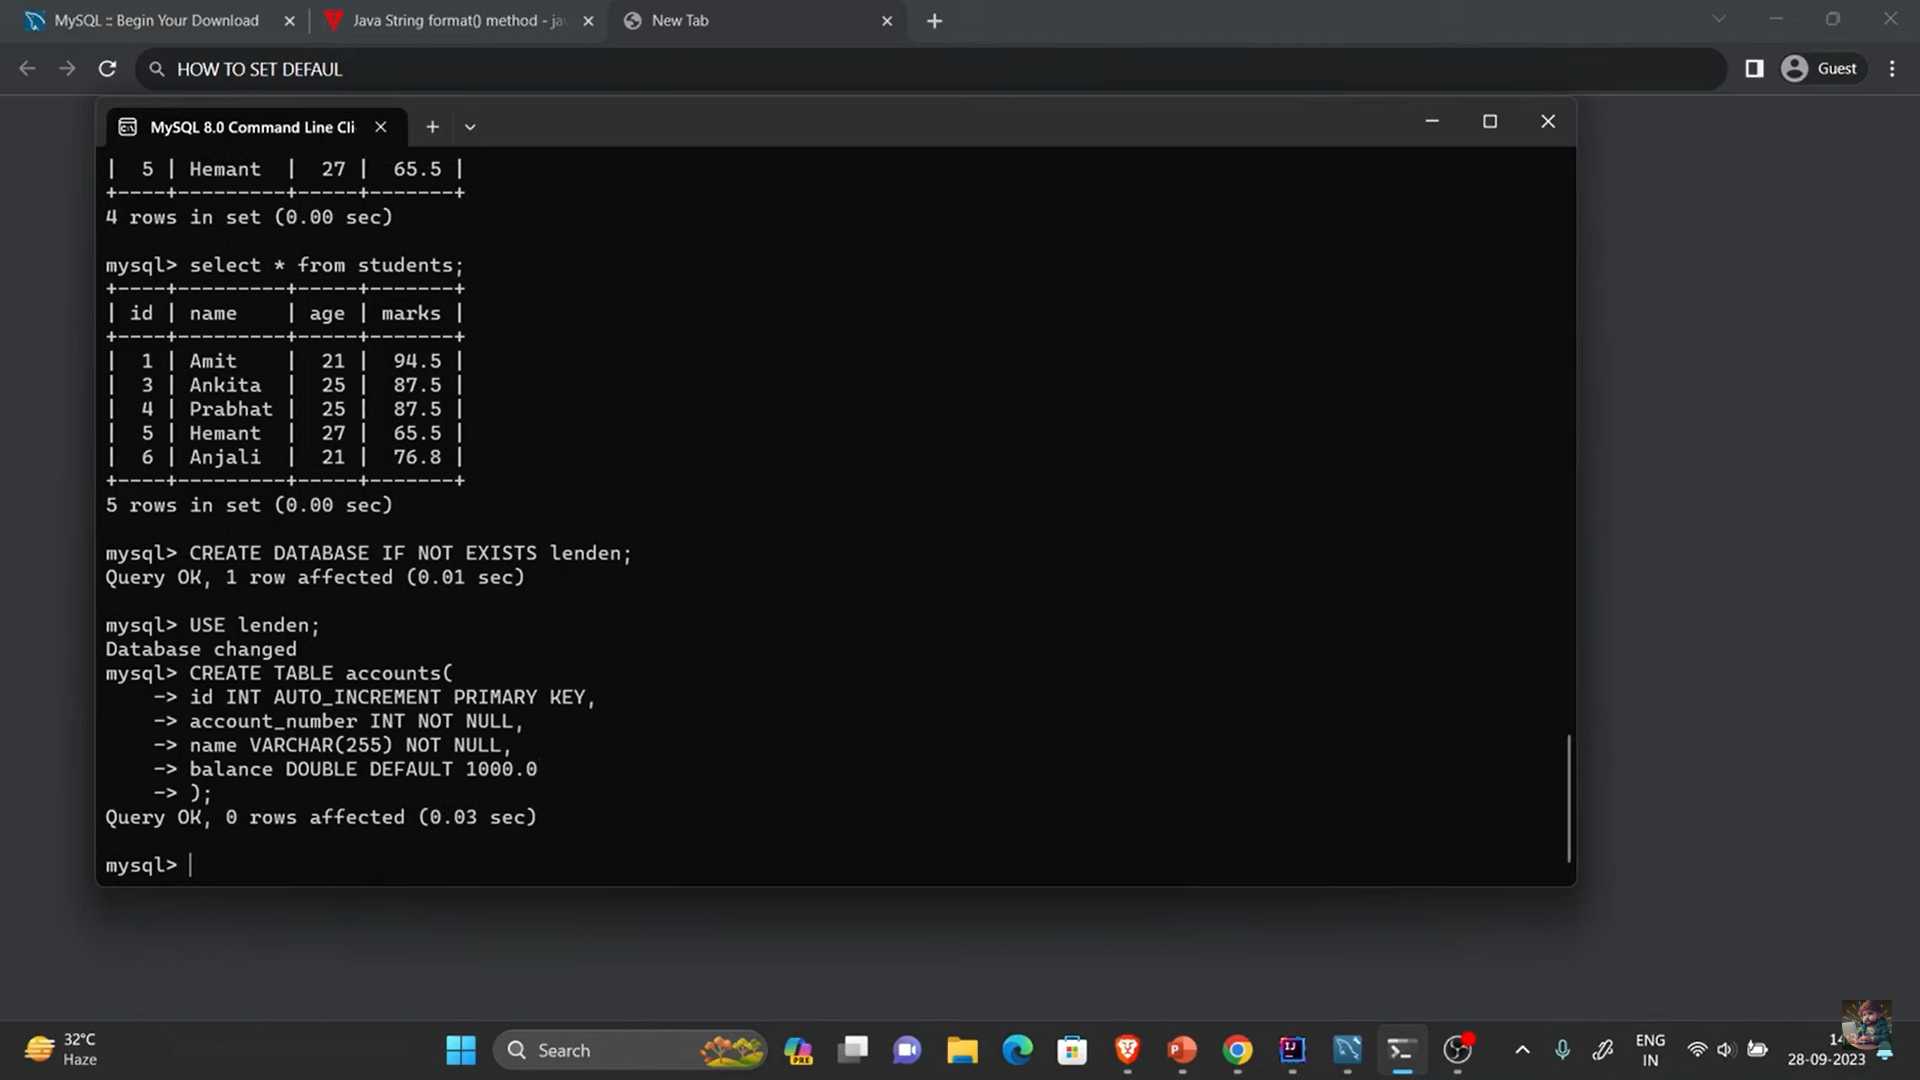 MySQL :: Begin Your Download
Java String format() method - ja
New Tab
HOW TO SET DEFAUL
Guest
MySQL 8.0 Command Line Cli
|  5 | Hemant  |  27 |  65.5 |
+----+---------+-----+-------+
4 rows in set (0.00 sec)
mysql> select * from students;
+----+---------+-----+-------+
| id | name    | age | marks |
+----+---------+-----+-------+
|  1 | Amit    |  21 |  94.5 |
|  3 | Ankita  |  25 |  87.5 |
|  4 | Prabhat |  25 |  87.5 |
|  5 | Hemant  |  27 |  65.5 |
|  6 | Anjali  |  21 |  76.8 |
+----+---------+-----+-------+
5 rows in set (0.00 sec)
mysql> CREATE DATABASE IF NOT EXISTS lenden;
Query OK, 1 row affected (0.01 sec)
mysql> USE lenden;
Database changed
mysql> CREATE TABLE accounts(
    -> id INT AUTO_INCREMENT PRIMARY KEY,
    -> account_number INT NOT NULL,
    -> name VARCHAR(255) NOT NULL,
    -> balance DOUBLE DEFAULT 1000.0
    -> );
Query OK, 0 rows affected (0.03 sec)
mysql>
32°C
Haze
Search
PRE
ENG
IN
28-09-2023